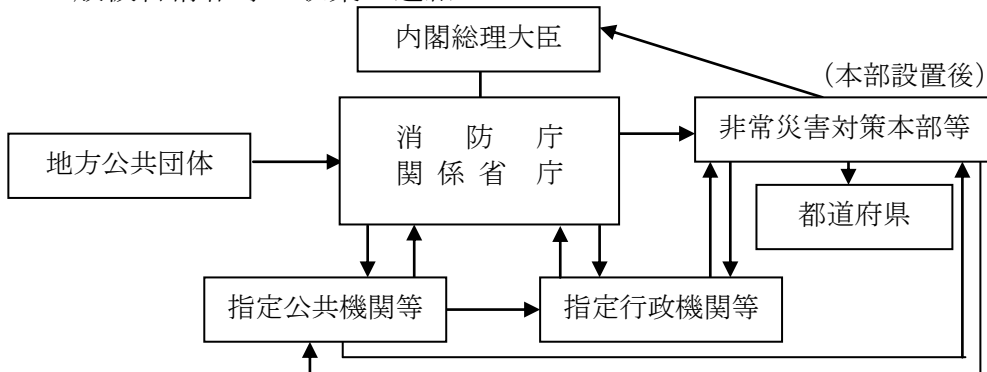 内閣総理大臣
(本部設置後)
消防庁
関係省庁
非常災害対策本部等
地方公共団体
都道府県
指定公共機関等
指定行政機関等